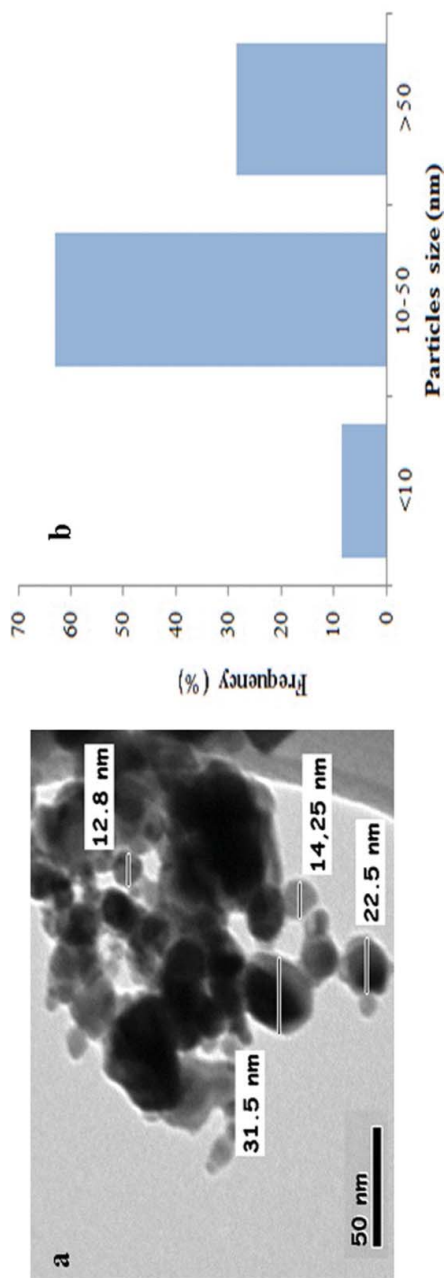 a
12.8 nm
31.5 nm
14,25 nm
22.5 nm
50 nm
b
Frequency (%)
70
60
50
40
30
20
10
0
<10
10-50
>50
Particles size (nm)